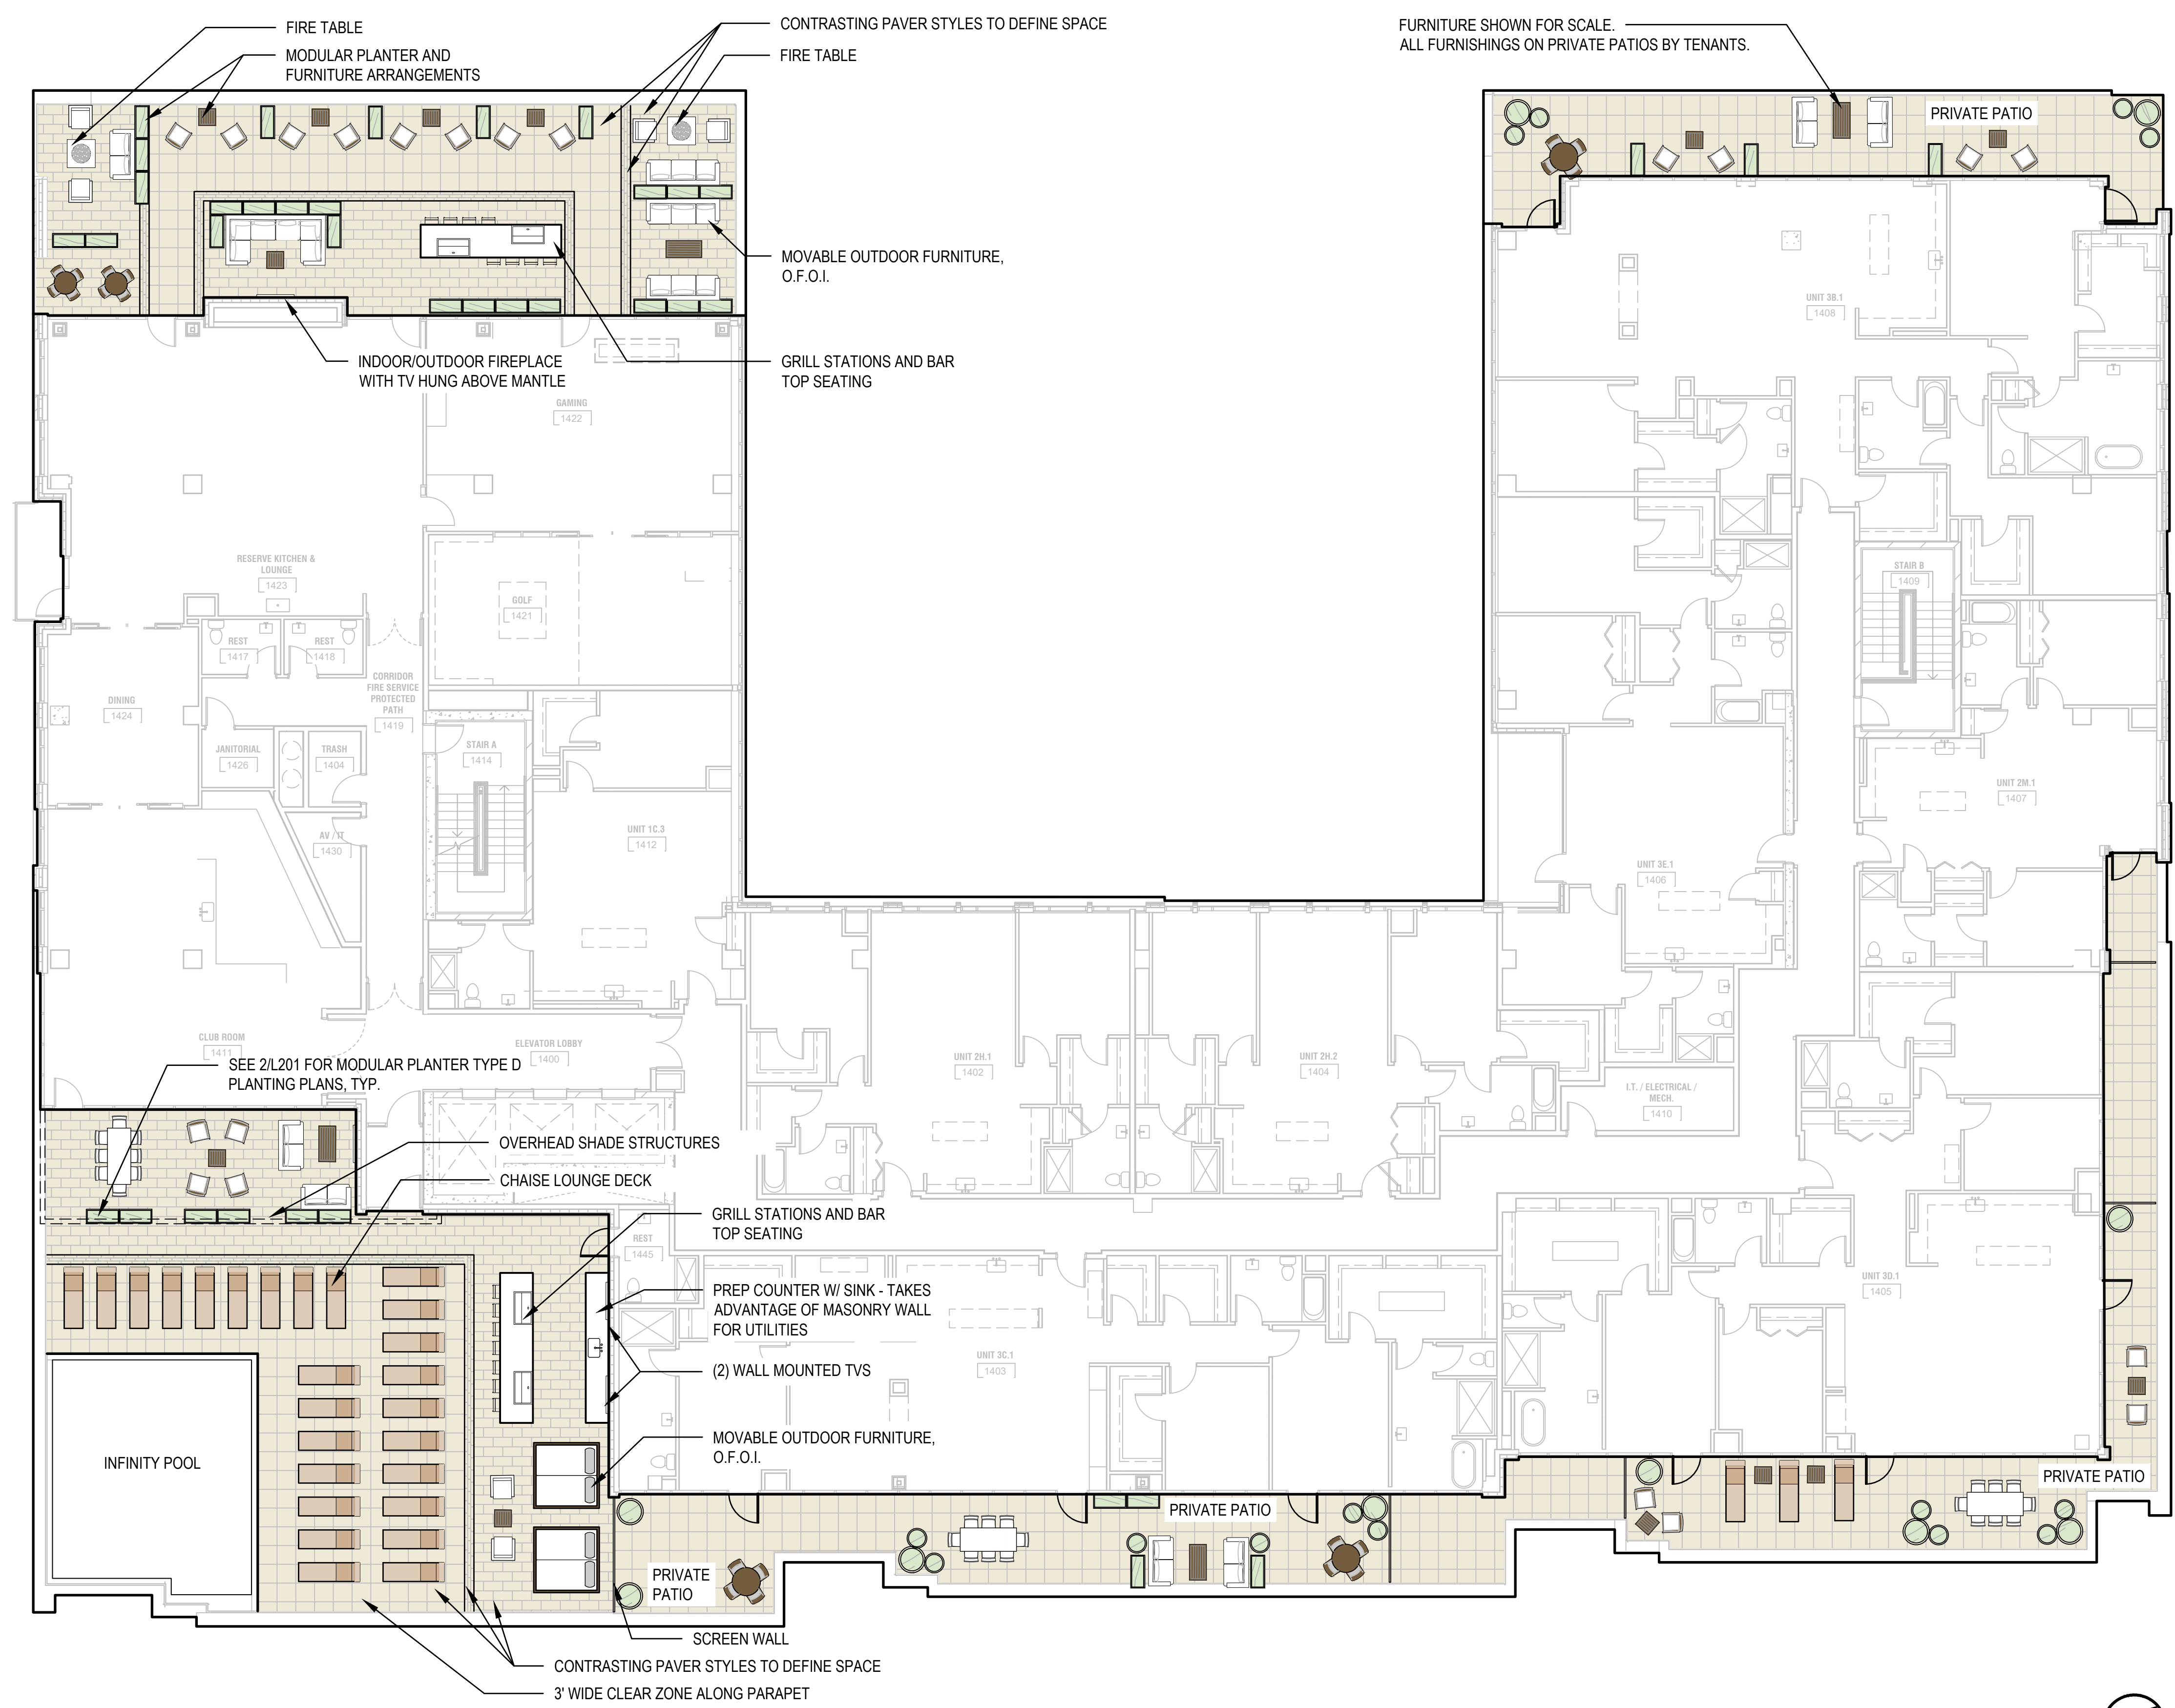 FIRE TABLE
MODULAR PLANTER AND
FURNITURE ARRANGEMENTS
CONTRASTING PAVER STYLES TO DEFINE SPACE
FIRE TABLE
FURNITURE SHOWN FOR SCALE.
ALL FURNISHINGS ON PRIVATE PATIOS BY TENANTS.
PRIVATE PATIO
MOVABLE OUTDOOR FURNITURE,
O.F.O.I.
UNIT 3B.1
1408
INDOOR/OUTDOOR FIREPLACE
WITH TV HUNG ABOVE MANTLE
GRILL STATIONS AND BAR
TOP SEATING
GAMING
1422
RESERVE KITCHEN &
LOUNGE
1423
GOLF
1421
STAIR B
1409
REST
1417
REST
1418
CORRIDOR
FIRE SERVICE
PROTECTED
PATH
1419
DINING
1424
JANITORIAL
1426
TRASH
1404
STAIR A
1414
UNIT 2M.1
1407
AV / IT
1430
UNIT 1C.3
1412
UNIT 3E.1
1406
CLUB ROOM
1411
ELEVATOR LOBBY
1400
UNIT 2H.1
1402
UNIT 2H.2
1404
I.T. / ELECTRICAL /
MECH.
1410
SEE 2/L201 FOR MODULAR PLANTER TYPE D
PLANTING PLANS, TYP.
OVERHEAD SHADE STRUCTURES
CHAISE LOUNGE DECK
GRILL STATIONS AND BAR
TOP SEATING
REST
1445
PREP COUNTER W/ SINK - TAKES
ADVANTAGE OF MASONRY WALL
FOR UTILITIES
UNIT 3D.1
1405
(2) WALL MOUNTED TVS
UNIT 3C.1
1403
MOVABLE OUTDOOR FURNITURE,
O.F.O.I.
INFINITY POOL
PRIVATE PATIO
PRIVATE PATIO
PRIVATE
PATIO
SCREEN WALL
CONTRASTING PAVER STYLES TO DEFINE SPACE
3' WIDE CLEAR ZONE ALONG PARAPET